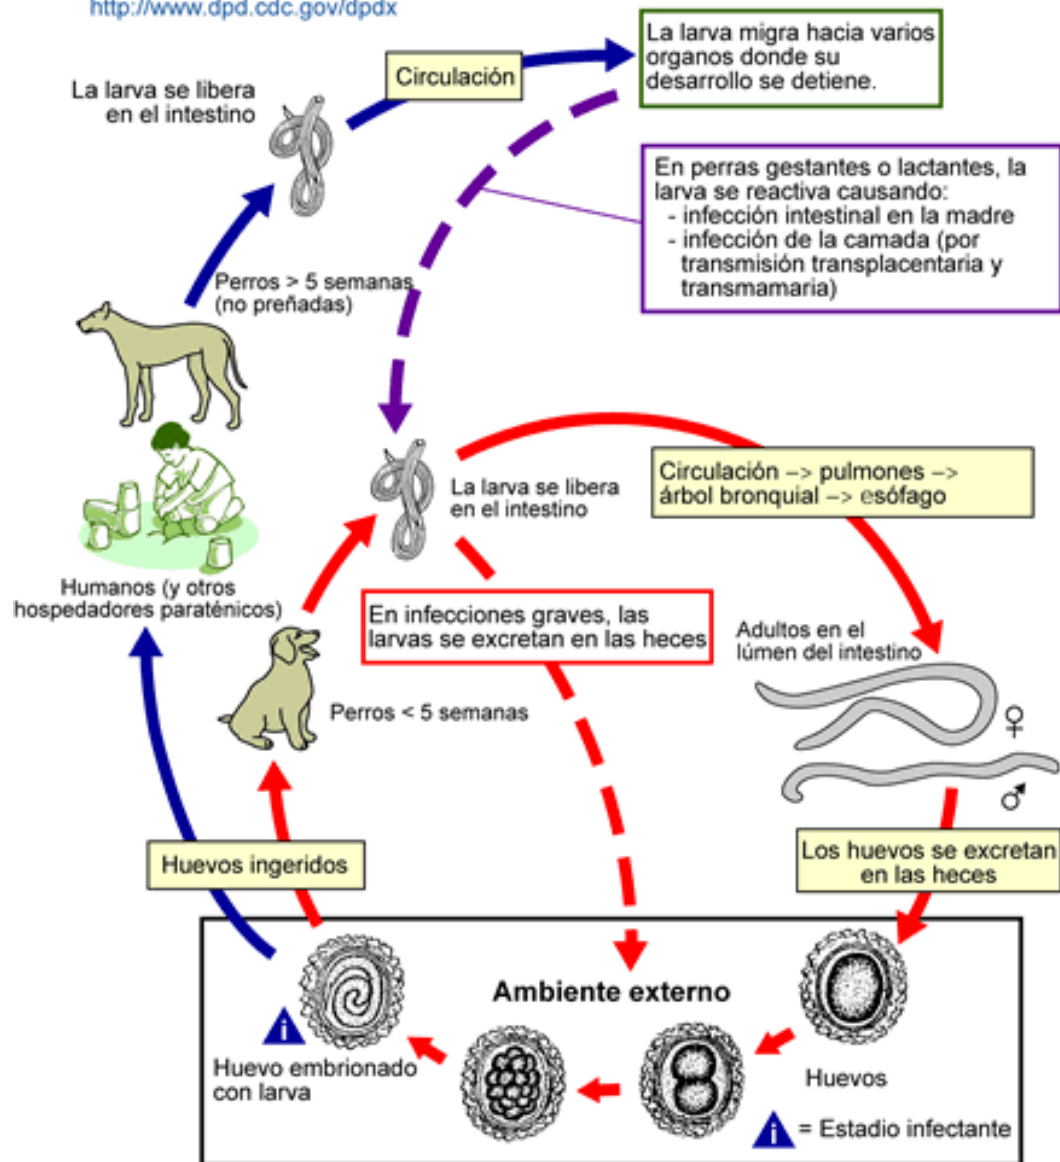 http://www.dpd.cdc.gov/dpdx
La larva migra hacia varios
organos donde su
desarrollo se detiene.
Circulación
La larva se libera
en el intestino
En perras gestantes o lactantes, la
larva se reactiva causando:
- infección intestinal en la madre
- infección de la camada (por
transmisión transplacentaria y
transmamaria)
Perros > 5 semanas
(no preñadas)
Circulación –> pulmones –>
árbol bronquial –> esófago
La larva se libera
en el intestino
Humanos (y otros
hospedadores paraténicos)
En infecciones graves, las
larvas se excretan en las heces
Adultos en el
lúmen del intestino
♀
Perros < 5 semanas
♂
Huevos ingeridos
Los huevos se excretan
en las heces
Ambiente externo
i
Huevo embrionado
con larva
Huevos
i = Estadio infectante